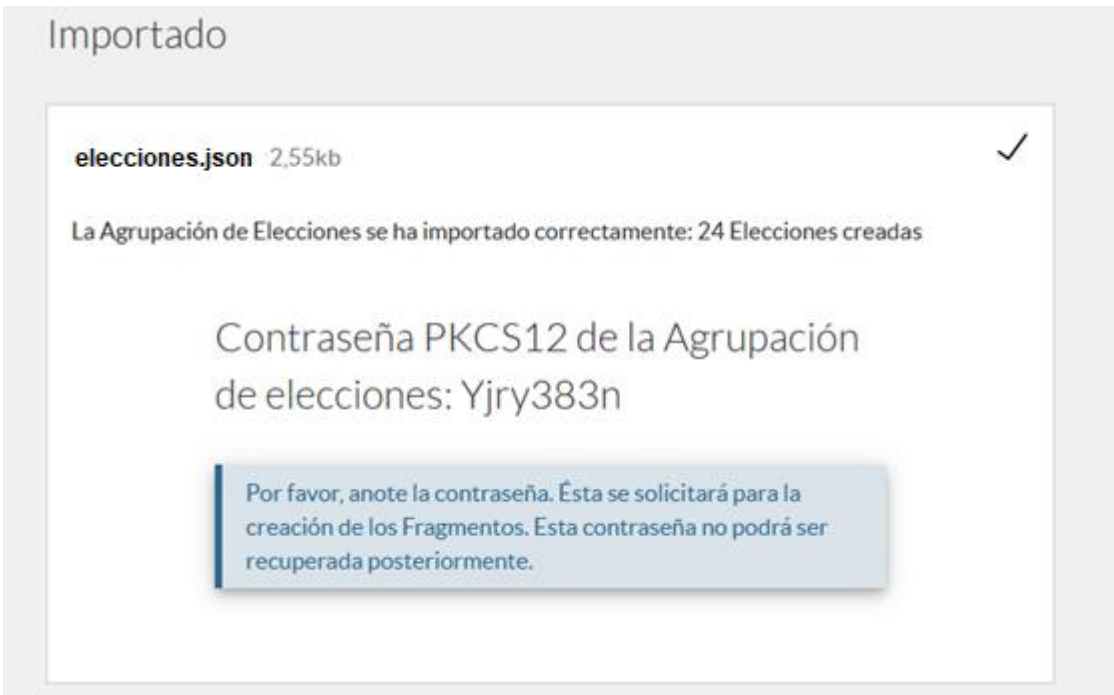 Importado
elecciones.json 2,55kb
La Agrupación de Elecciones se ha importado correctamente: 24 Elecciones creadas
Contraseña PKCS12 de la Agrupación
de elecciones: Yjry383n
Por favor, anote la contraseña. Ésta se solicitará para la
creación de los Fragmentos. Esta contraseña no podrá ser
recuperada posteriormente.